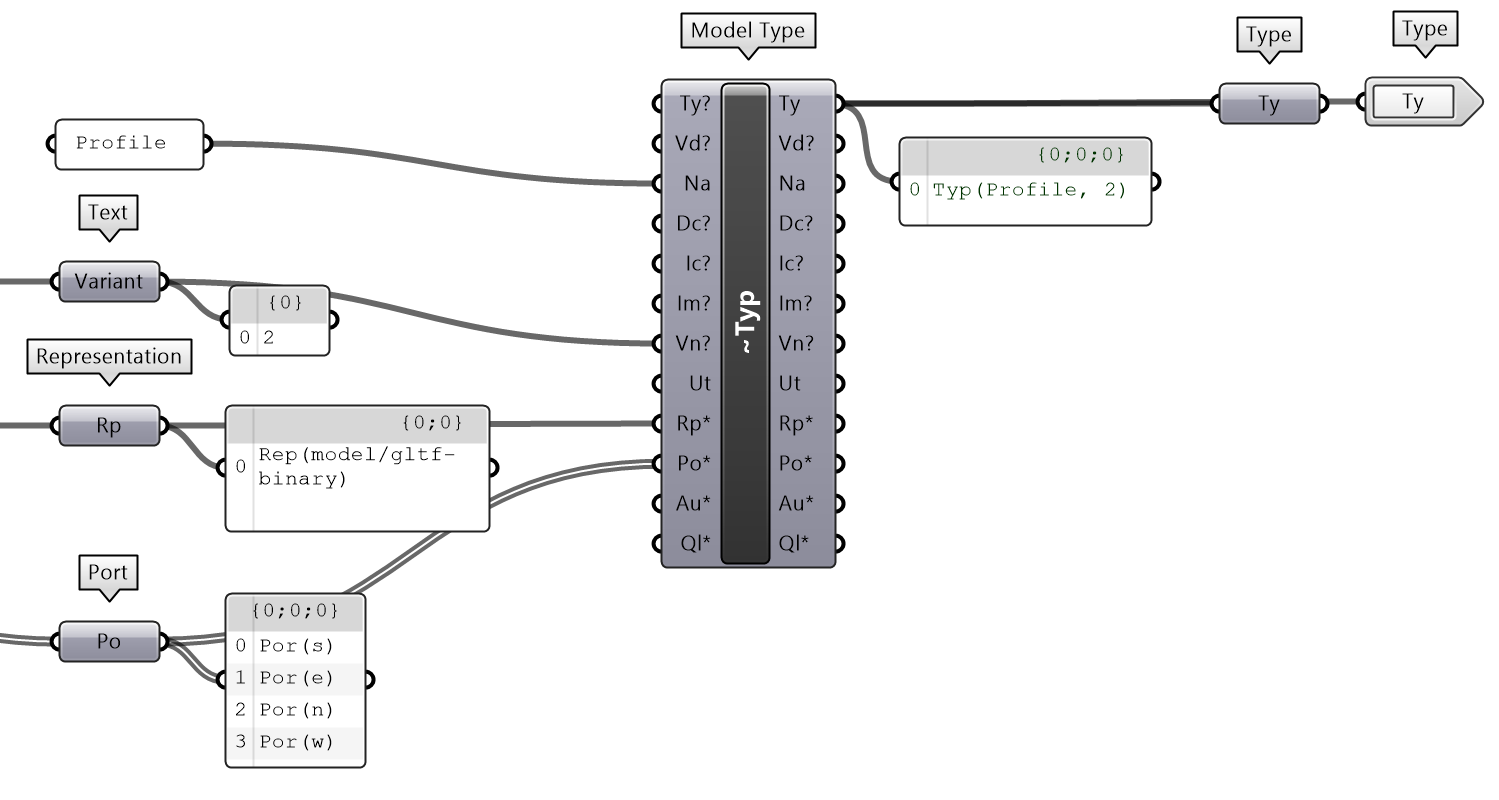 Model Type
Type
Type
Ty?
Vd?
Na
Dc?
Ic?
Im?
Vn?
Ut
Rp*
Po*
Au*
Ql*
~Typ
Ty
Vd?
Na
Dc?
Ic?
Im?
Vn?
Ut
Rp*
Po*
Au*
Ql*
Ty
Ty
{0;0;0}
0 Typ(Profile, 2)
Profile
Text
Variant
{0}
0 2
Representation
Rp
{0;0}
0 Rep(model/gltf-
binary)
Port
Po
{0;0;0}
0 Por(s)
1 Por(e)
2 Por(n)
3 Por(w)